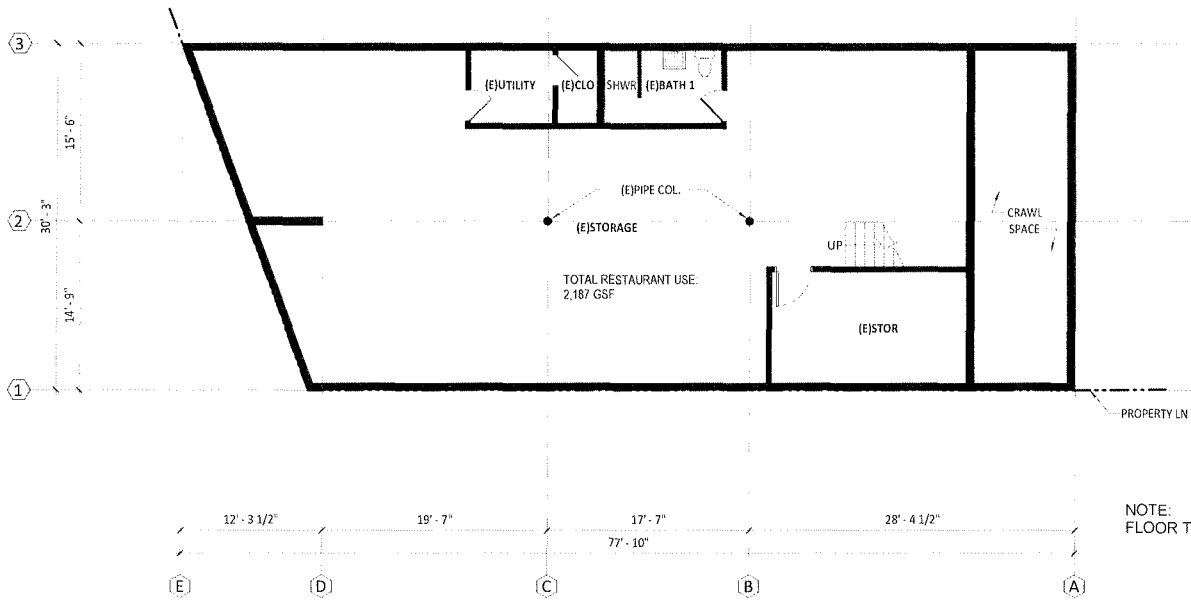 3
(E)UTILITY
(E)CLO
SHWR
(E)BATH 1
15' - 6"
30' - 3"
2
(E)PIPE COL.
(E)STORAGE
CRAWL
SPACE
UP
TOTAL RESTAURANT USE:
2,187 GSF
14' - 9"
(E)STOR
1
PROPERTY LN
12' - 3 1/2"
19' - 7"
17' - 7"
28' - 4 1/2"
77' - 10"
NOTE:
FLOOR T
E
D
C
B
A